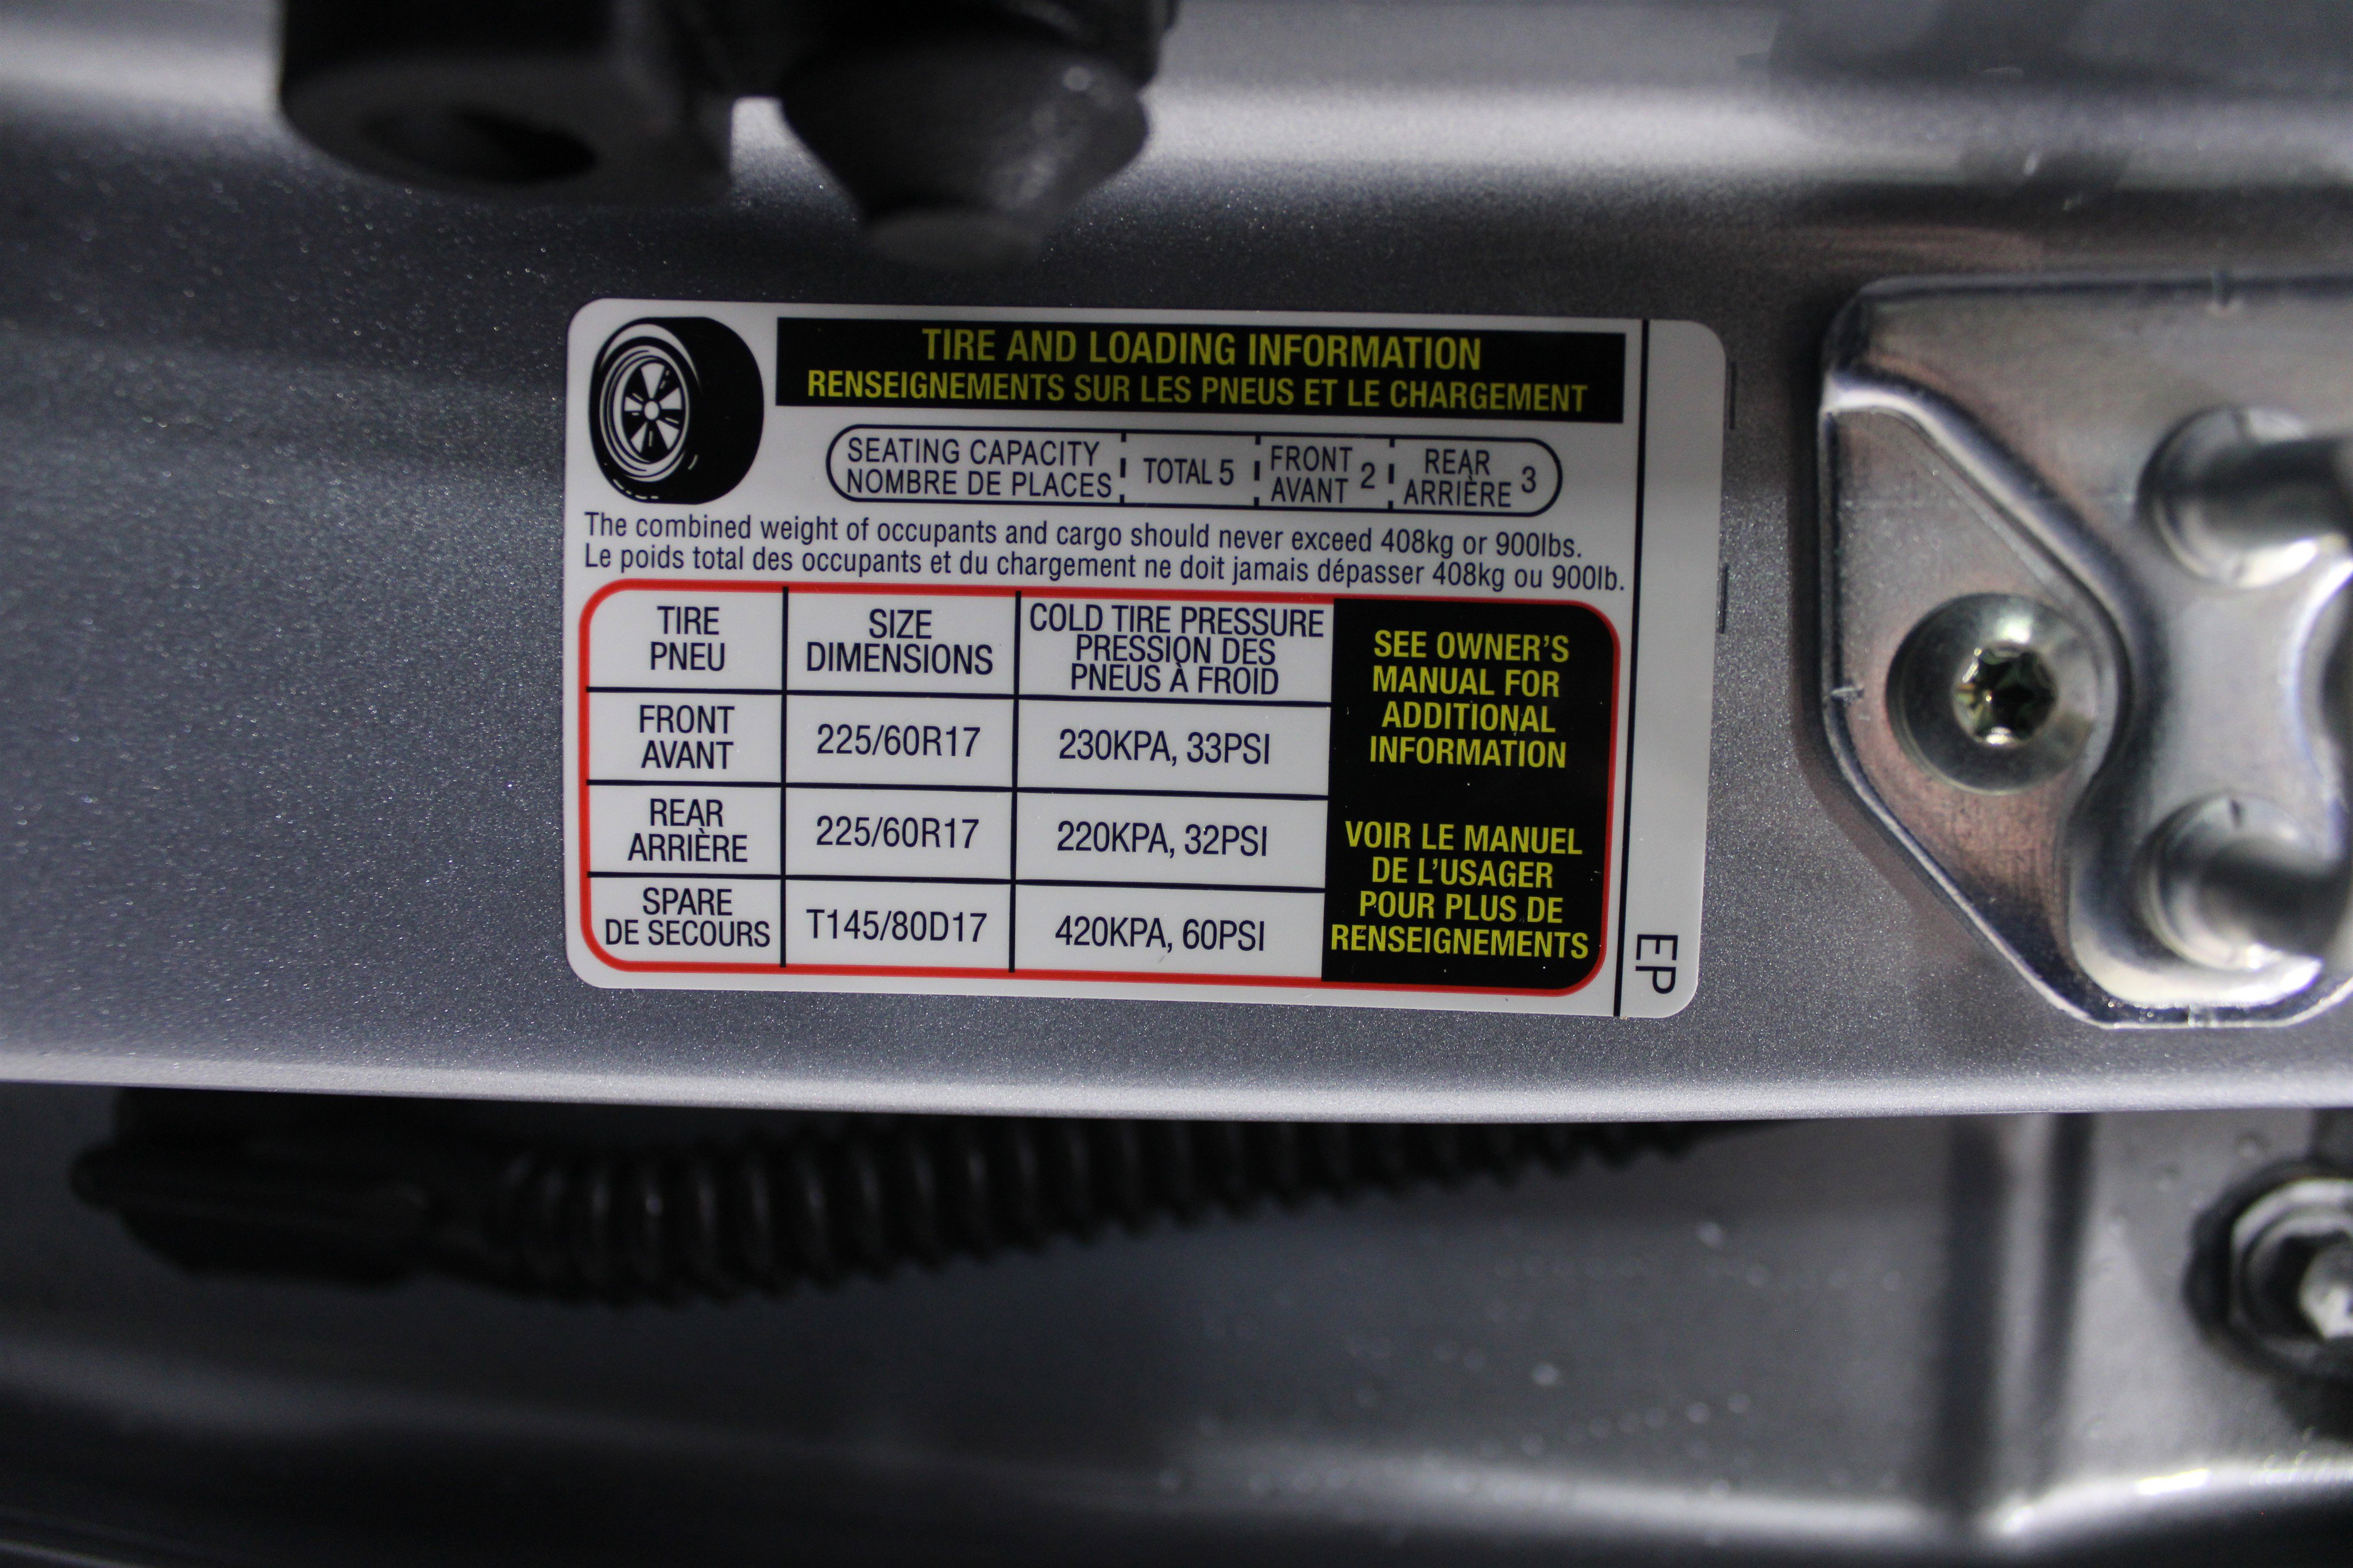 TIRE AND LOADING INFORMATION
RENSEIGNEMENTS SUR LES PNEUS ET LE CHARGEMENT
SEATING CAPACITY
NOMBRE DE PLACES
TOTAL 5
FRONT
AVANT 2
REAR
ARRIÈRE 3
The combined weight of occupants and cargo should never exceed 408kg or 900lbs.
Le poids total des occupants et du chargement ne doit jamais dépasser 408kg ou 900lb.
TIRE
PNEU
SIZE
DIMENSIONS
COLD TIRE PRESSURE
PRESSION DES
PNEUS À FROID
FRONT
AVANT
225/60R17
230KPA, 33PSI
REAR
ARRIÈRE
225/60R17
220KPA, 32PSI
SPARE
DE SECOURS
T145/80D17
420KPA, 60PSI
SEE OWNER'S
MANUAL FOR
ADDITIONAL
INFORMATION
VOIR LE MANUEL
DE L'USAGER
POUR PLUS DE
RENSEIGNEMENTS
EP